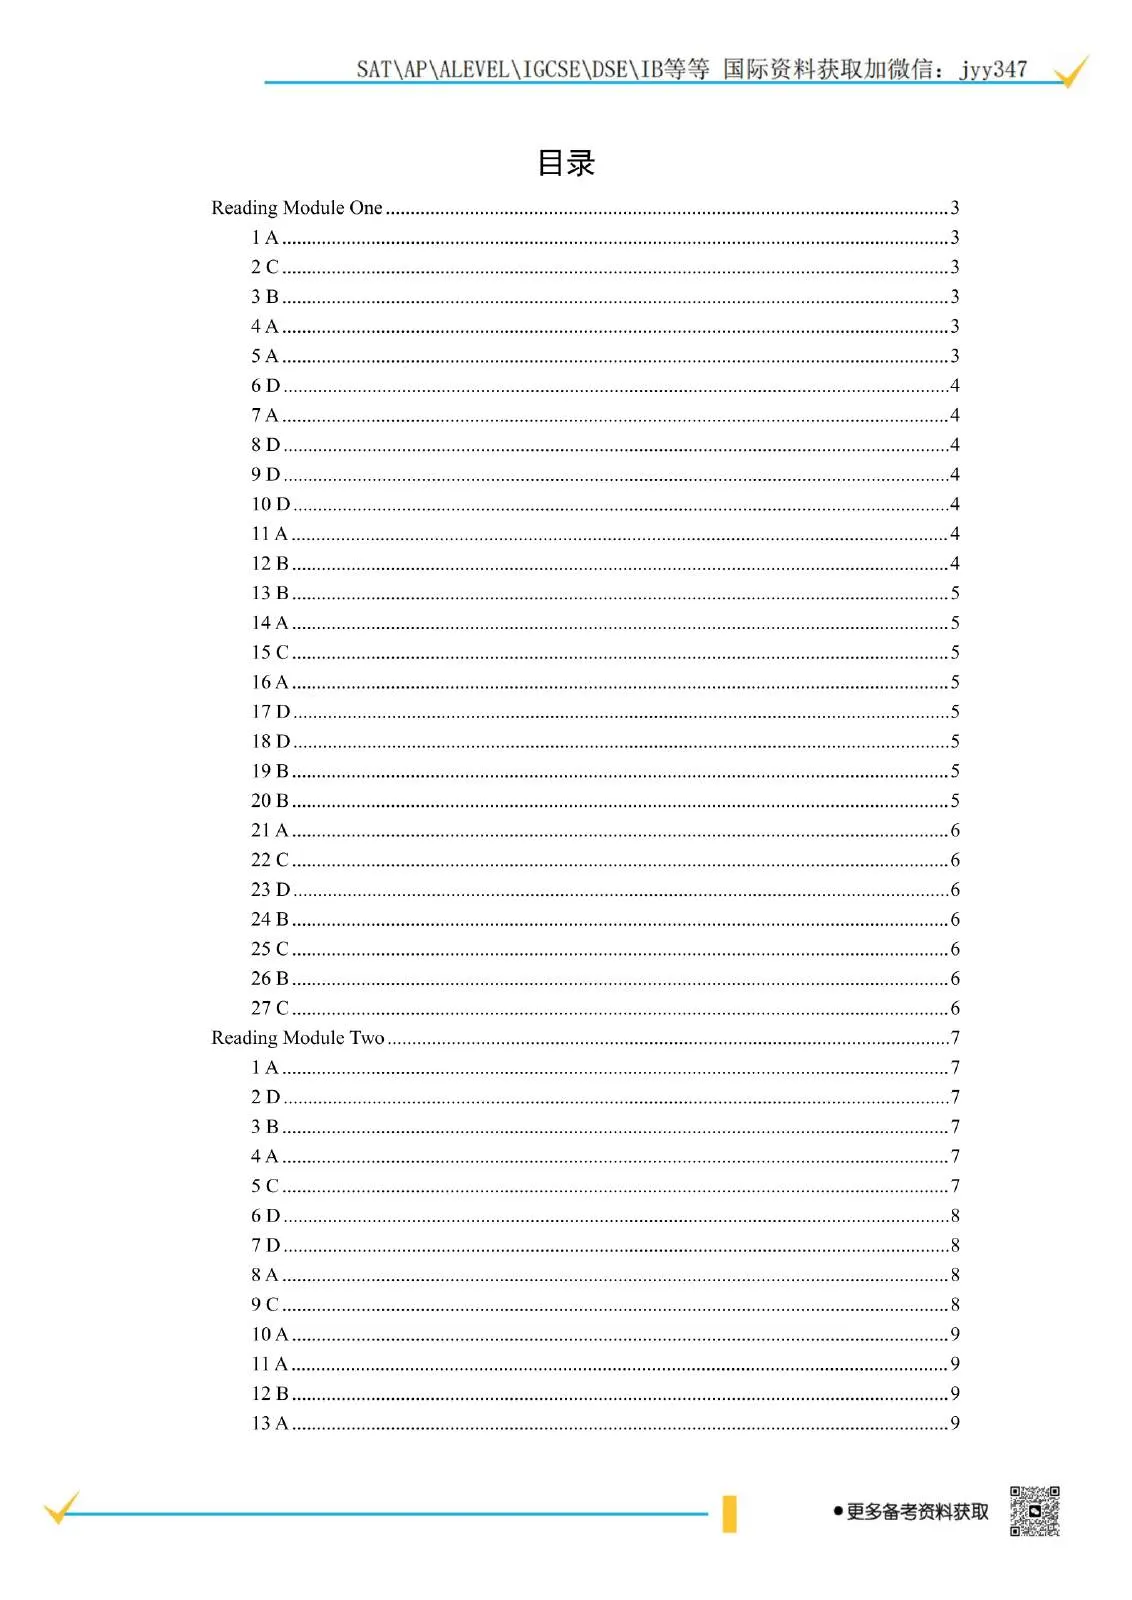 SAT\AP\ALEVEL\IGCSE\DSE\IB等等 国际资料获取加微信：jyy347
目录
Reading Module One........................3
1 A........................3
2 C........................3
3 B........................3
4 A........................3
5 A........................3
6 D........................4
7 A........................4
8 D........................4
9 D........................4
10 D........................4
11 A........................4
12 B........................4
13 B........................5
14 A........................5
15 C........................5
16 A........................5
17 D........................5
18 D........................5
19 B........................5
20 B........................5
21 A........................6
22 C........................6
23 D........................6
24 B........................6
25 C........................6
26 B........................6
27 C........................6
Reading Module Two........................7
1 A........................7
2 D........................7
3 B........................7
4 A........................7
5 C........................7
6 D........................8
7 D........................8
8 A........................8
9 C........................8
10 A........................9
11 A........................9
12 B........................9
13 A........................9
●更多备考资料获取